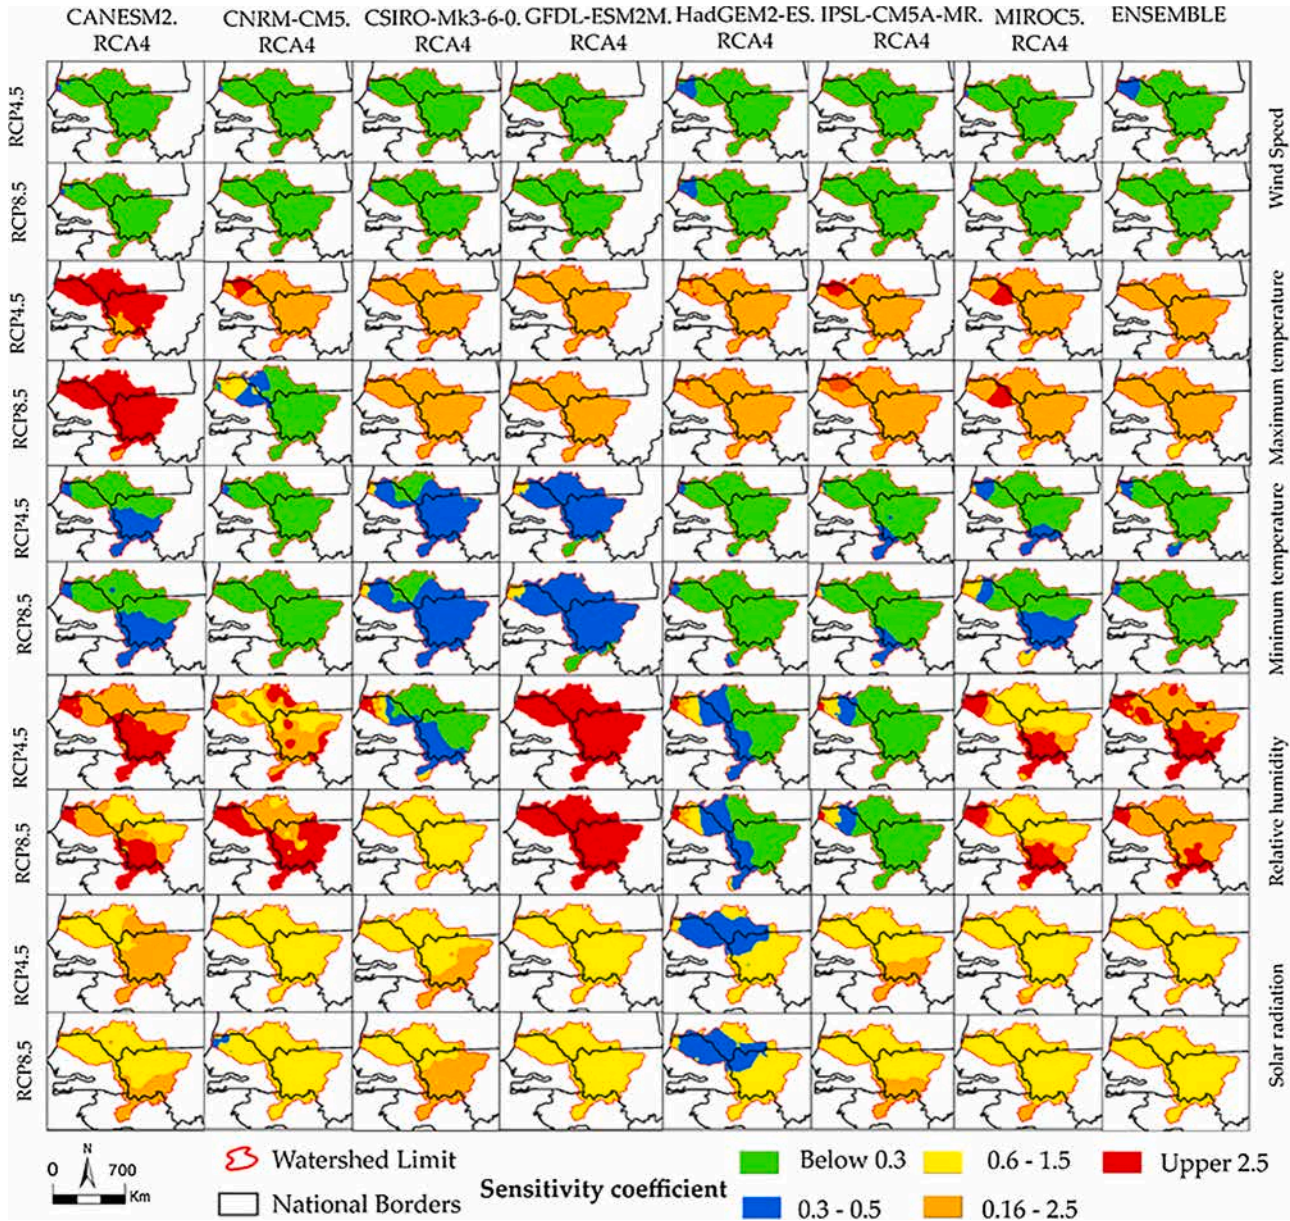 CANESM2. CNRM-CM5. CSIRO-Mk3-6-0. GFDL-ESM2M. HadGEM2-ES. IPSL-CM5A-MR. MIROC5. ENSEMBLE
RCA4 RCA4 RCA4 RCA4 RCA4 RCA4 RCA4
RCP4.5
Wind Speed
RCP8.5
RCP4.5
Maximum temperature
RCP8.5
RCP4.5
Minimum temperature
RCP8.5
RCP4.5
Relative humidity
RCP8.5
RCP4.5
Solar radiation
RCP8.5
N
0 700
Km
Watershed Limit
National Borders
Sensitivity coefficient
Below 0.3
0.6 - 1.5
Upper 2.5
0.3 - 0.5
0.16 - 2.5